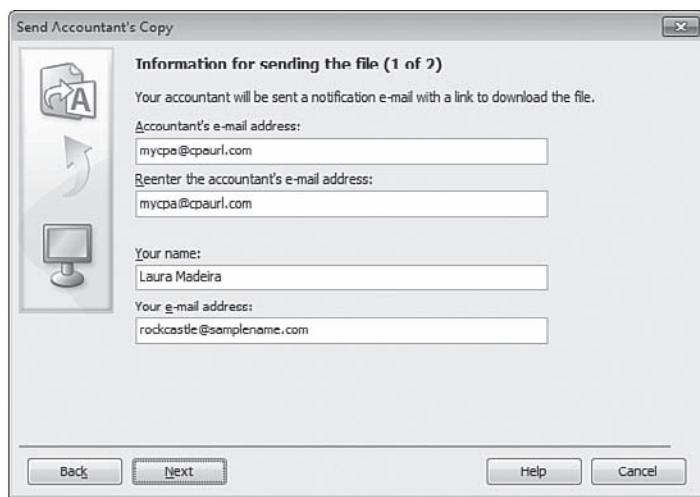 Send Accountant's Copy
Information for sending the file (1 of 2)
Your accountant will be sent a notification e-mail with a link to download the file.
Accountant's e-mail address:
mycpa@cpaurl.com
Reenter the accountant's e-mail address:
mycpa@cpaurl.com
Your name:
Laura Madeira
Your e-mail address:
rockcastle@samplename.com
A
Back Next Help Cancel